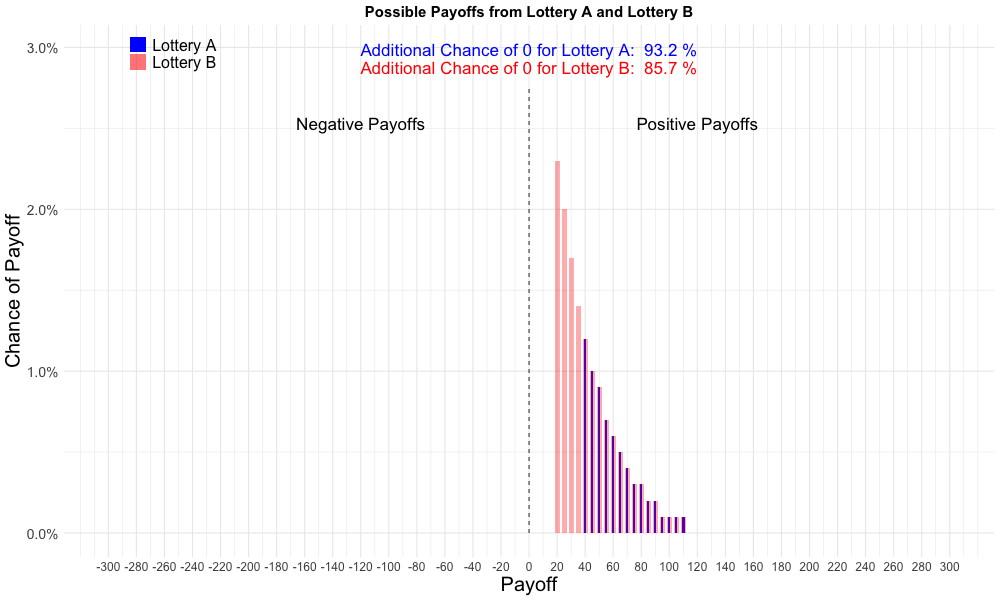 Possible Payoffs from Lottery A and Lottery B
Lottery A
Lottery B
Additional Chance of 0 for Lottery A: 93.2 %
Additional Chance of 0 for Lottery B: 85.7 %
Negative Payoffs
Positive Payoffs
Chance of Payoff
3.0%
2.0%
1.0%
0.0%
-300 -280 -260 -240 -220 -200 -180 -160 -140 -120 -100 -80 -60 -40 -20 0 20 40 60 80 100 120 140 160 180 200 220 240 260 280 300
Payoff